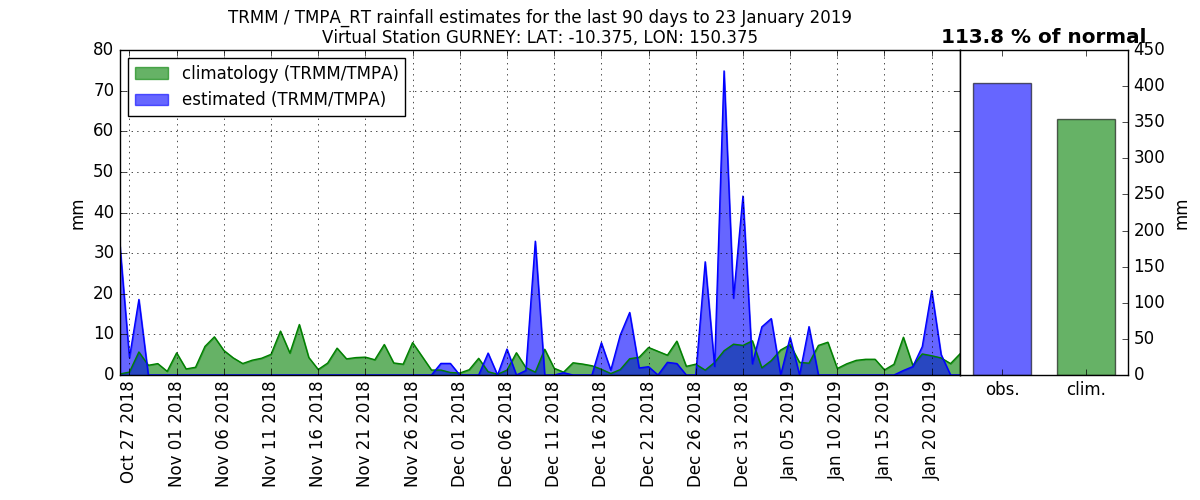 TRMM / TMPA_RT rainfall estimates for the last 90 days to 23 January 2019
Virtual Station GURNEY: LAT: -10.375, LON: 150.375
113.8 % of normal
climatology (TRMM/TMPA)
estimated (TRMM/TMPA)
80
70
60
50
40
30
20
10
0
mm
Oct 27 2018
Nov 01 2018
Nov 06 2018
Nov 11 2018
Nov 16 2018
Nov 21 2018
Nov 26 2018
Dec 01 2018
Dec 06 2018
Dec 11 2018
Dec 16 2018
Dec 21 2018
Dec 26 2018
Dec 31 2018
Jan 05 2019
Jan 10 2019
Jan 15 2019
Jan 20 2019
450
400
350
300
250
200
150
100
50
0
mm
obs.
clim.